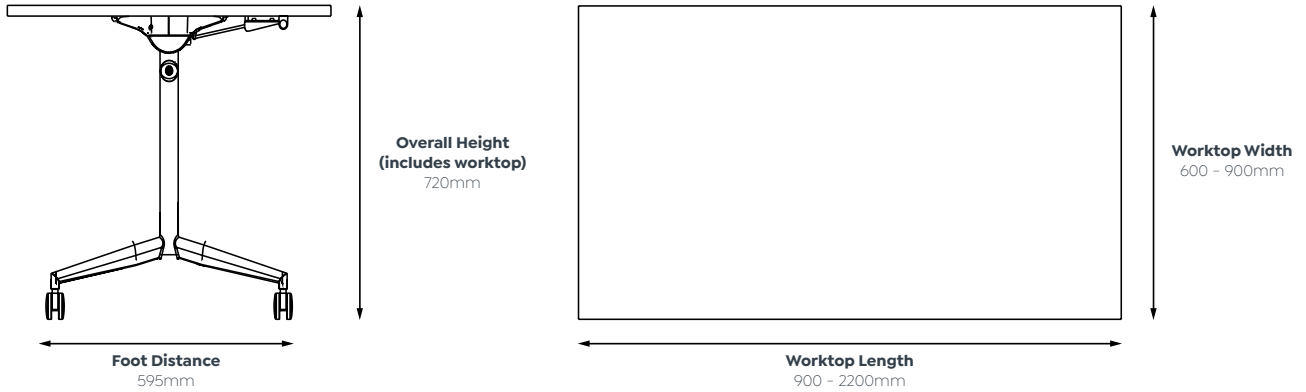 Overall Height
(includes worktop)
720mm
Worktop Width
600 - 900mm
Foot Distance
595mm
Worktop Length
900 - 2200mm